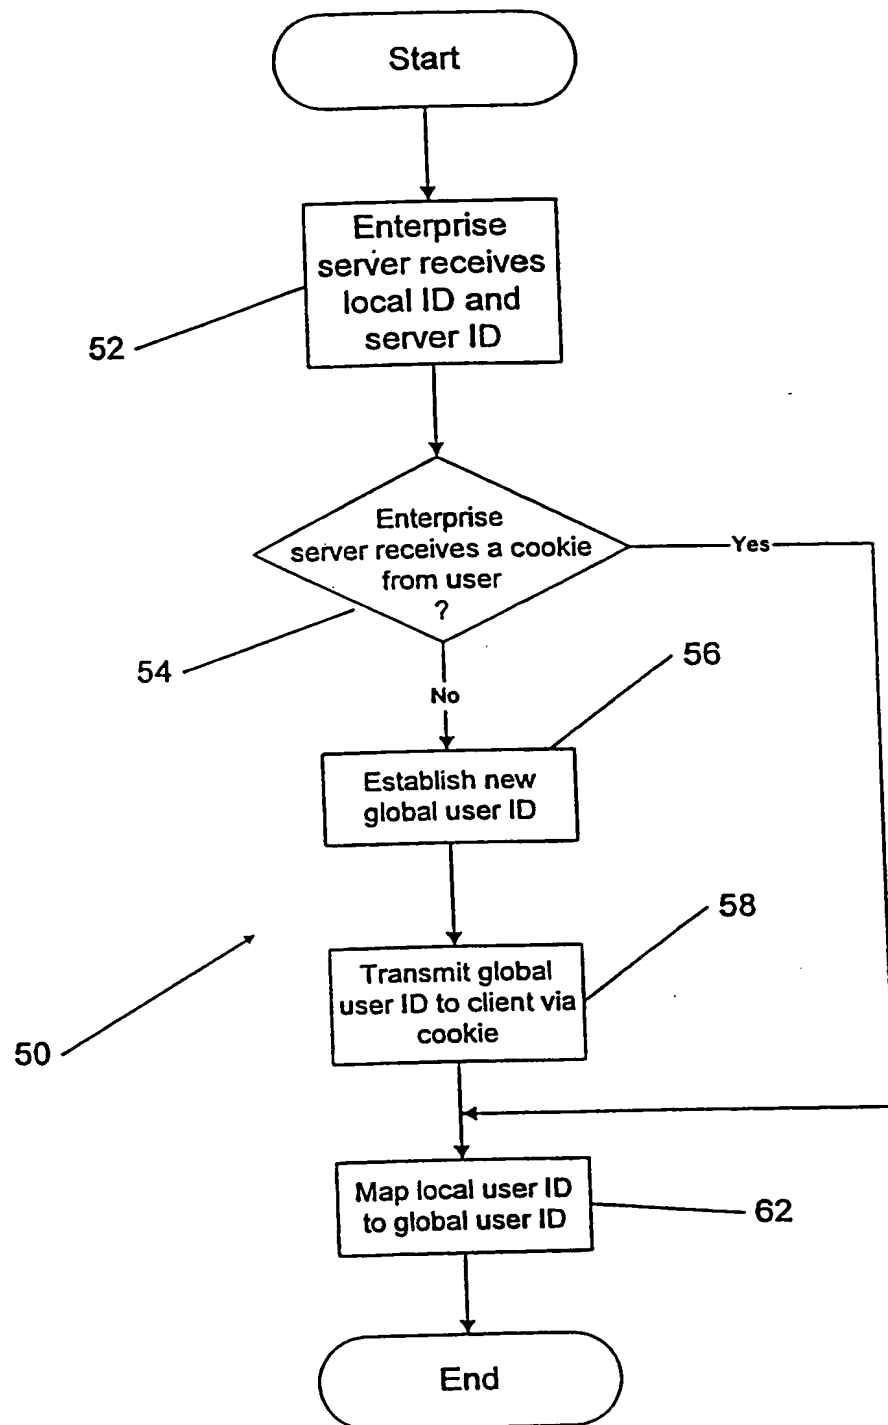 Start
Enterprise
server receives
local ID and
server ID
52
Enterprise
server receives a cookie
from user
?
Yes
54
No
56
Establish new
global user ID
58
Transmit global
user ID to client via
cookie
50
Map local user ID
to global user ID
62
End